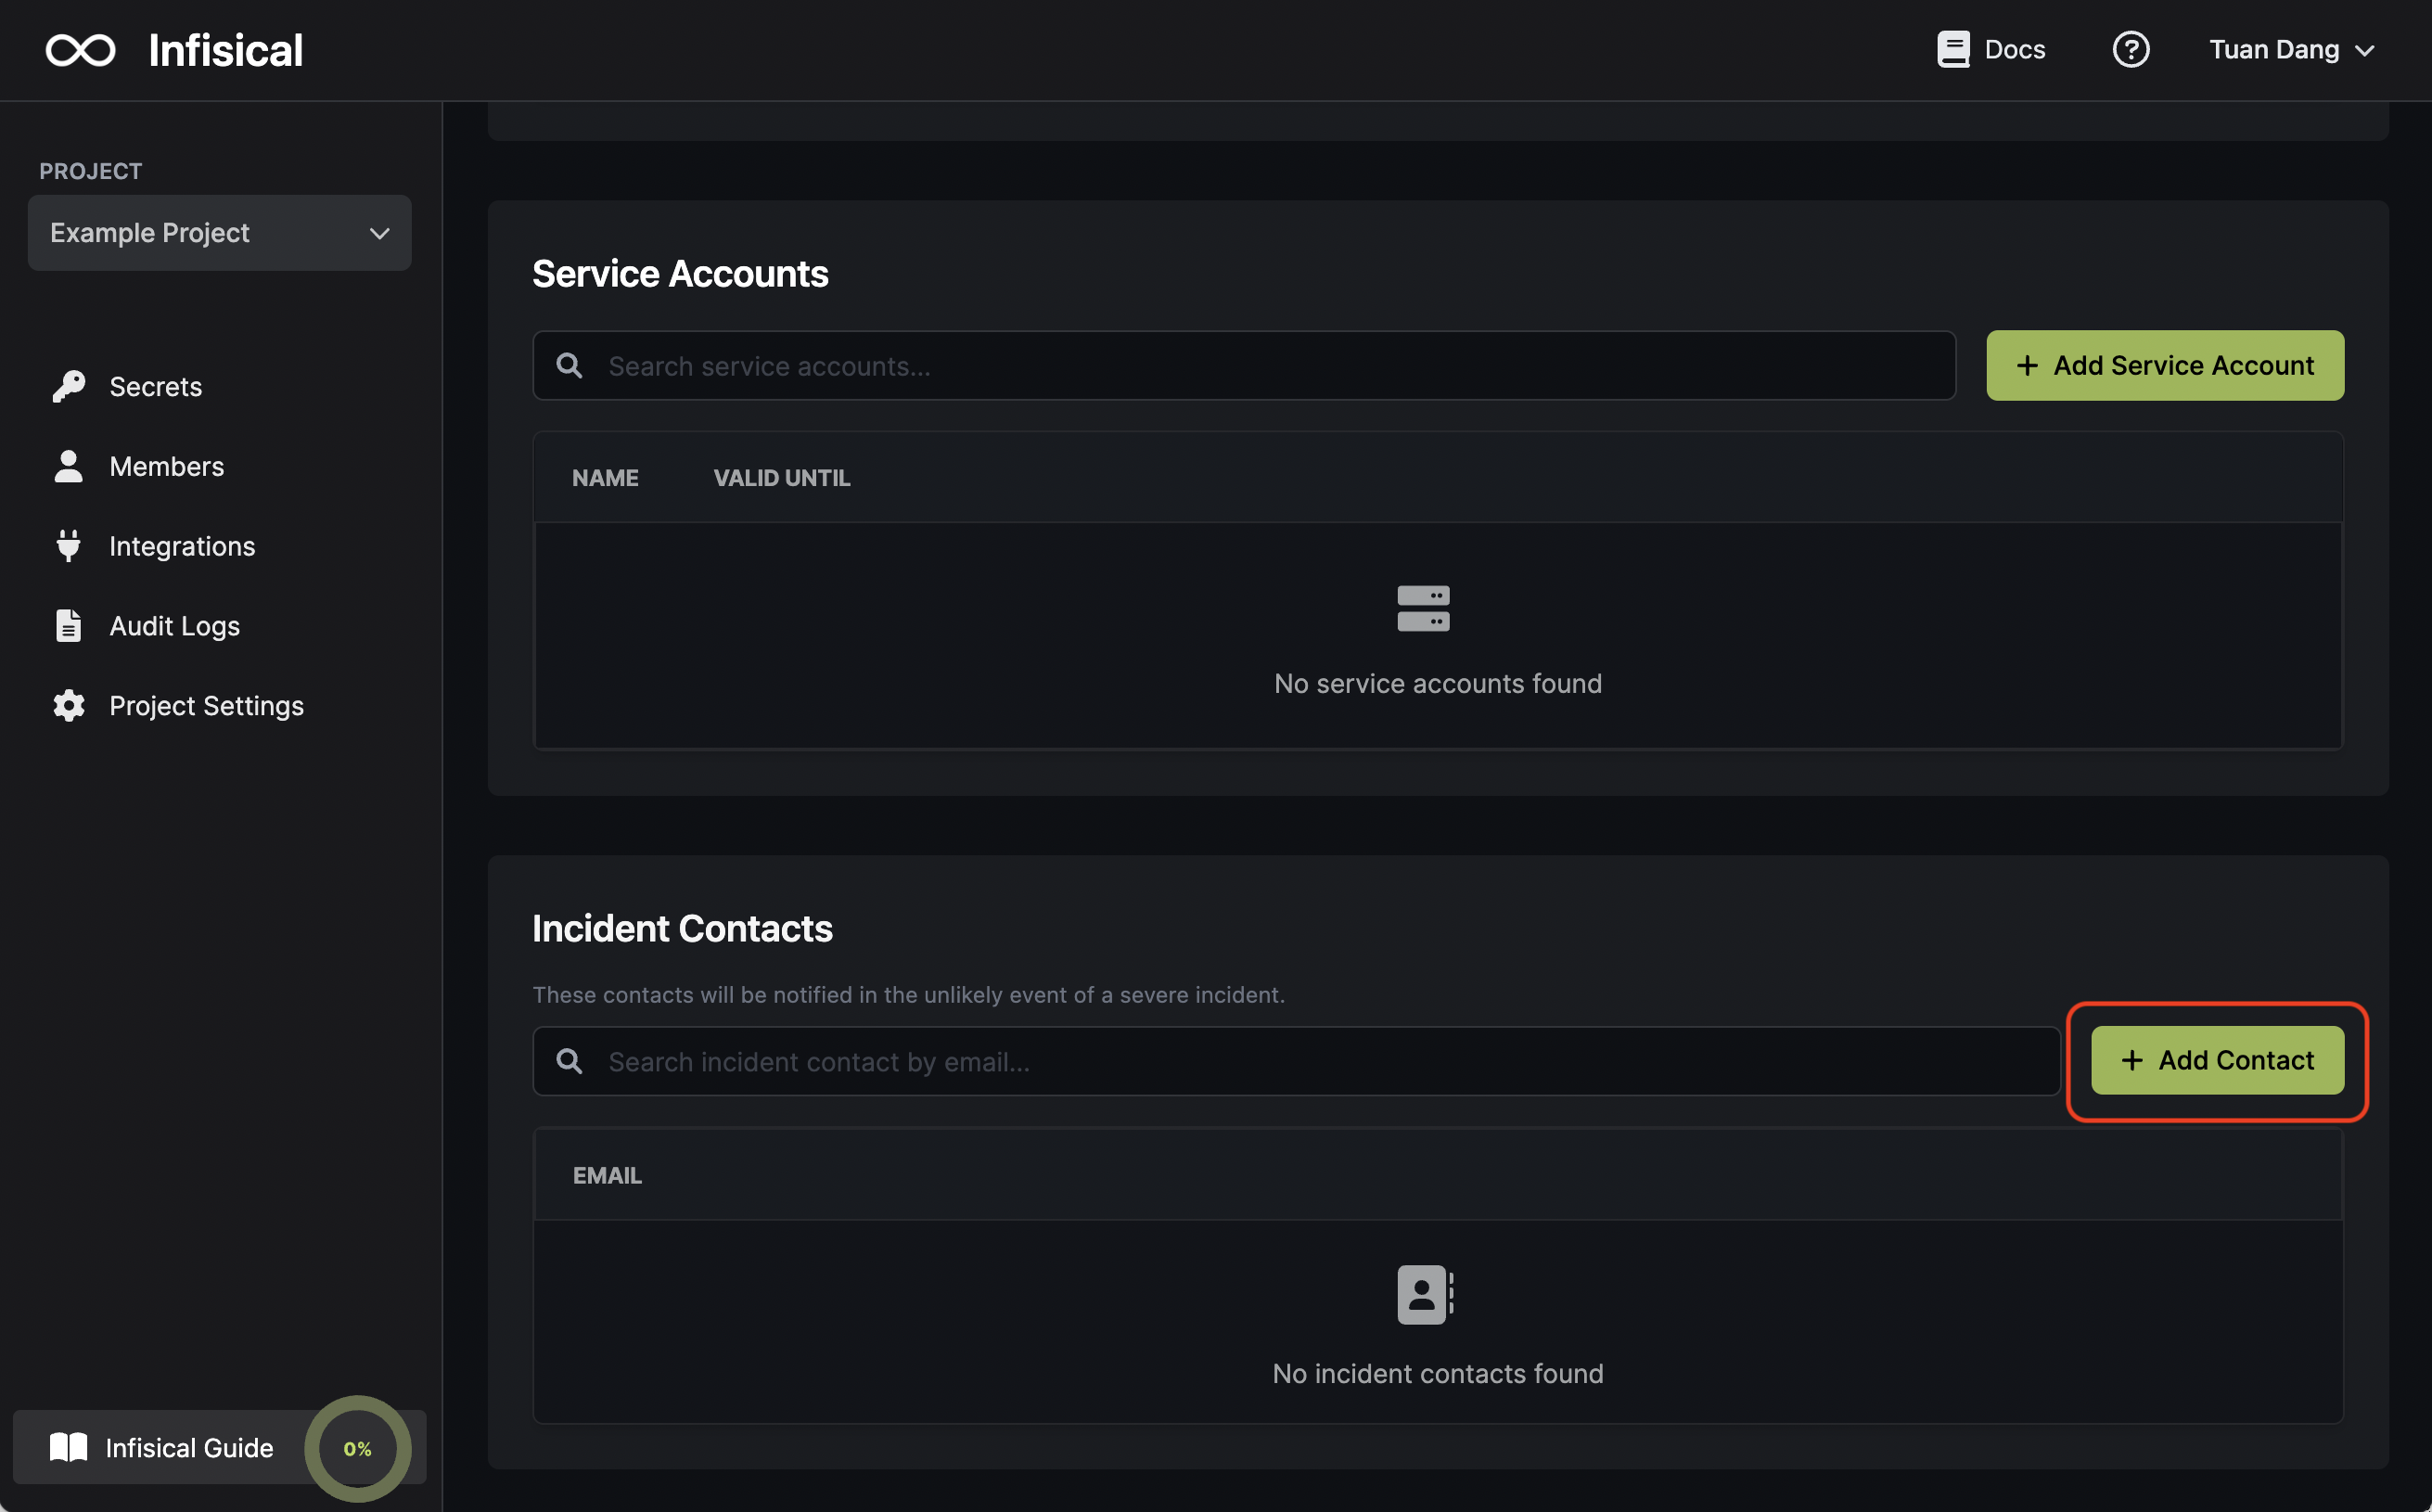 Infisical
Docs
Tuan Dang
PROJECT
Example Project
Secrets
Members
Integrations
Audit Logs
Project Settings
Infisical Guide
0%
Service Accounts
Search service accounts...
+ Add Service Account
NAME
VALID UNTIL
No service accounts found
Incident Contacts
These contacts will be notified in the unlikely event of a severe incident.
Search incident contact by email...
+ Add Contact
EMAIL
No incident contacts found